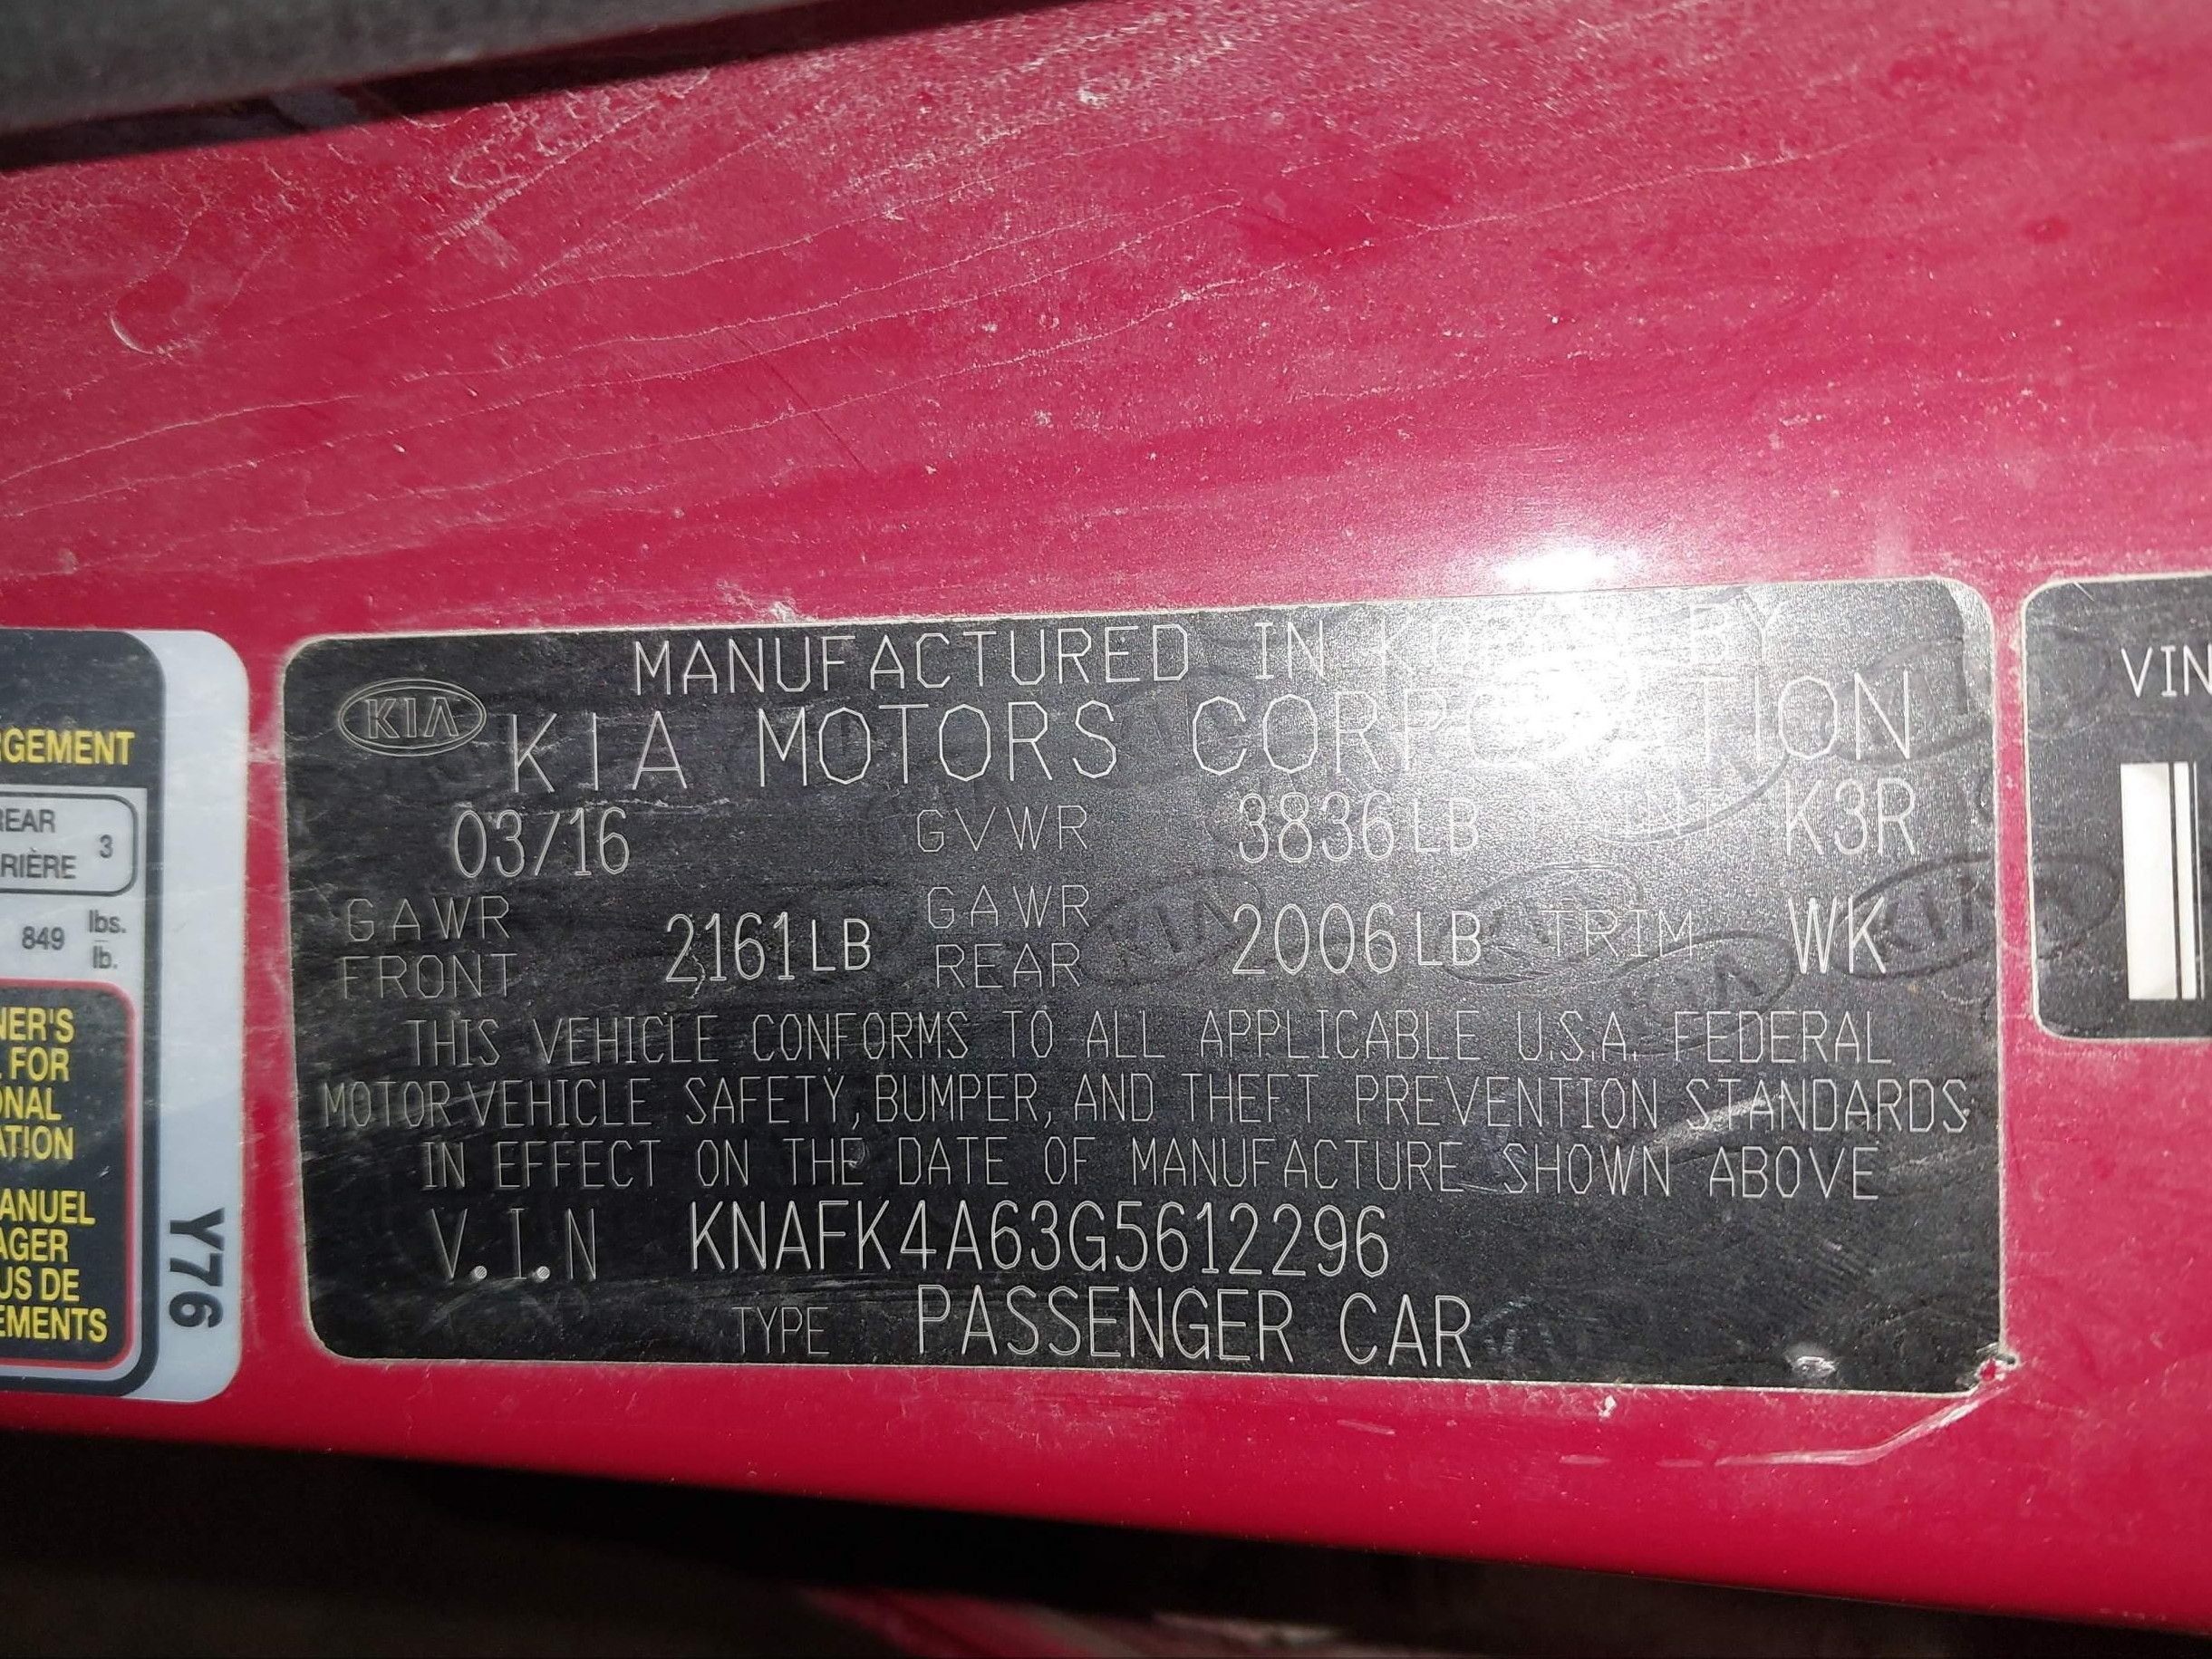 RGEMENT
REAR 3
RIÈRE
849 lbs.
lb.
NER'S
L FOR
ONAL
ATION
ANUEL
AGER
US DE
EMENTS
Y76
MANUFACTURED IN KOREA BY
KIA KIA MOTORS CORPORATION
03/16 GVWR 3836LB PAINT K3R
GAWR FRONT 2161LB GAWR REAR 2006LB TRIM WK
THIS VEHICLE CONFORMS TO ALL APPLICABLE U.S.A. FEDERAL
MOTOR VEHICLE SAFETY, BUMPER, AND THEFT PREVENTION STANDARDS
IN EFFECT ON THE DATE OF MANUFACTURE SHOWN ABOVE
V.I.N KNAFK4A63G5612296
TYPE PASSENGER CAR
VIN